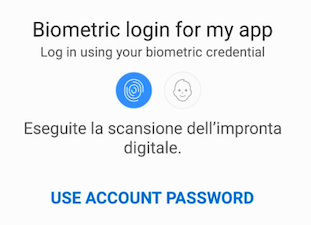 Biometric login for my app
Log in using your biometric credential
Eseguite la scansione dell’impronta
digitale.
USE ACCOUNT PASSWORD